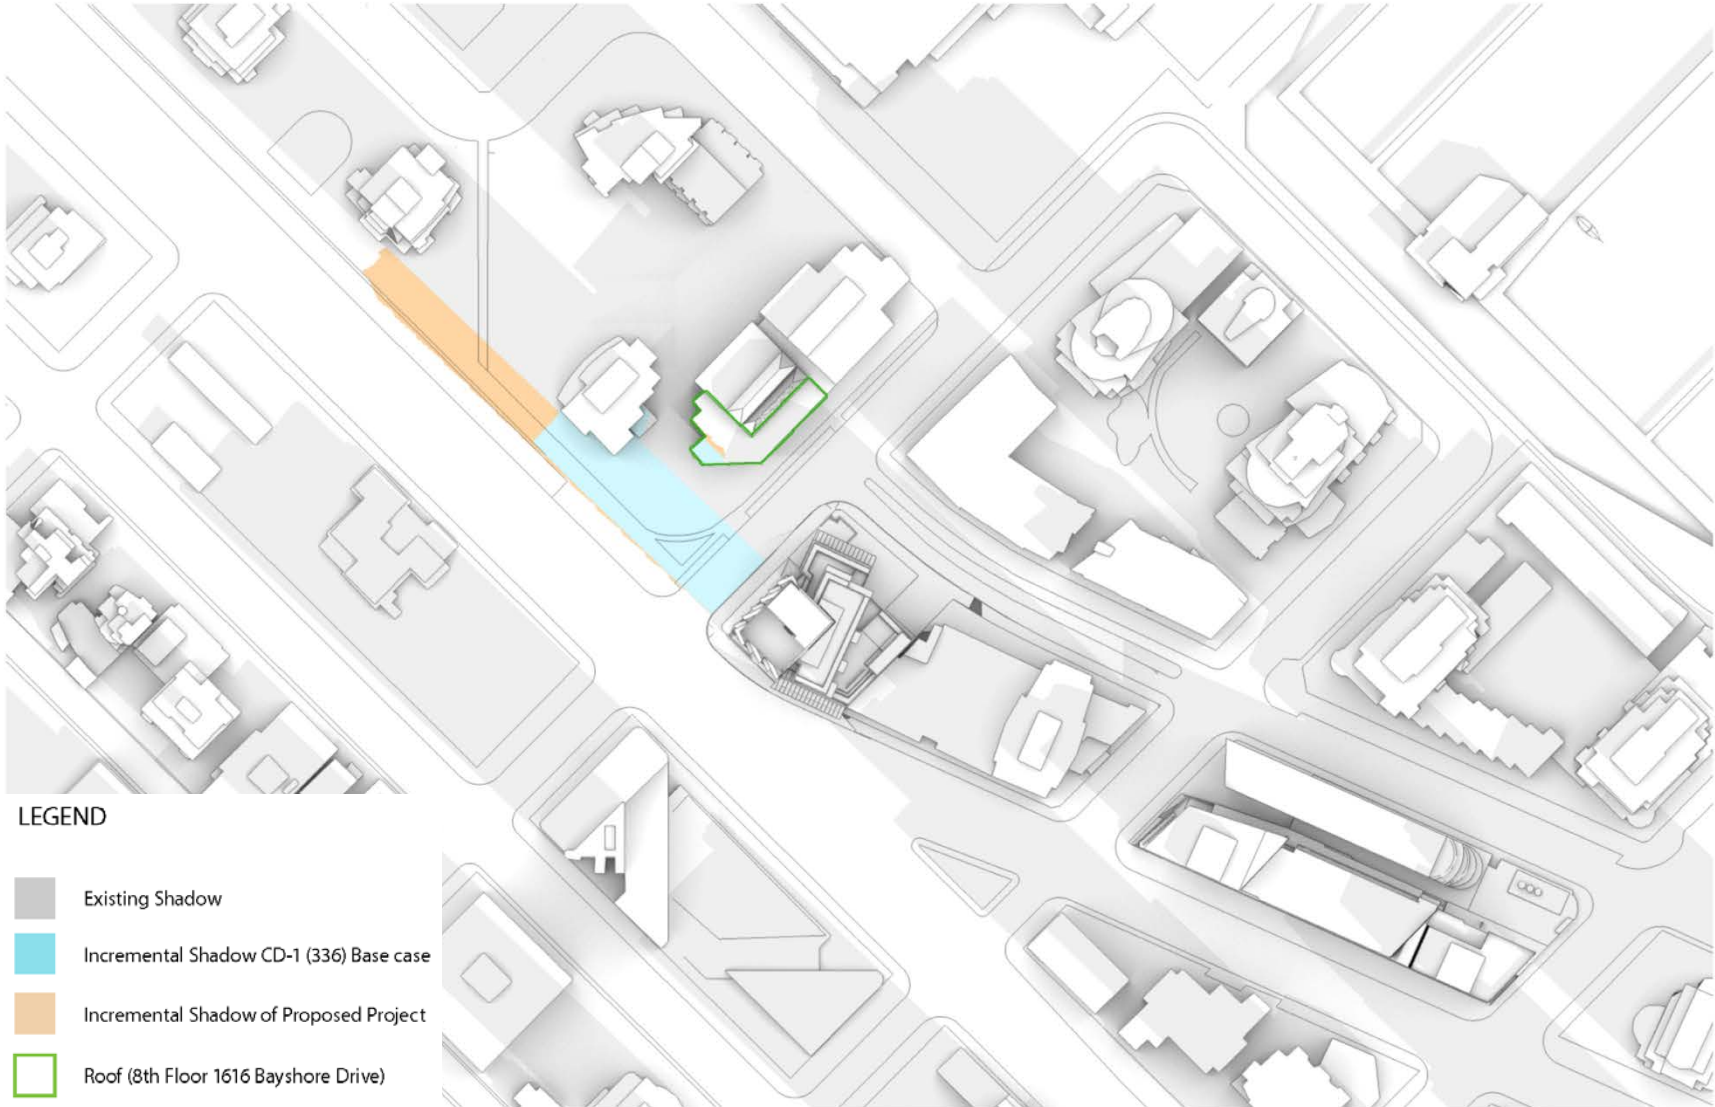 LEGEND
Existing Shadow
Incremental Shadow CD-1 (336) Base case
Incremental Shadow of Proposed Project
Roof (8th Floor 1616 Bayshore Drive)